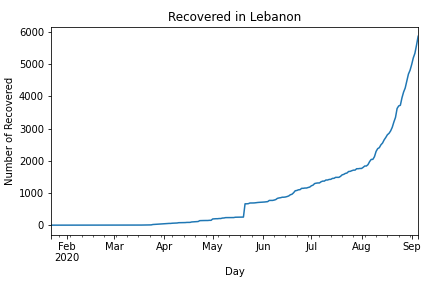 Recovered in Lebanon
Number of Recovered
6000
5000
4000
3000
2000
1000
0
Feb Mar Apr May Jun Jul Aug Sep
2020
Day